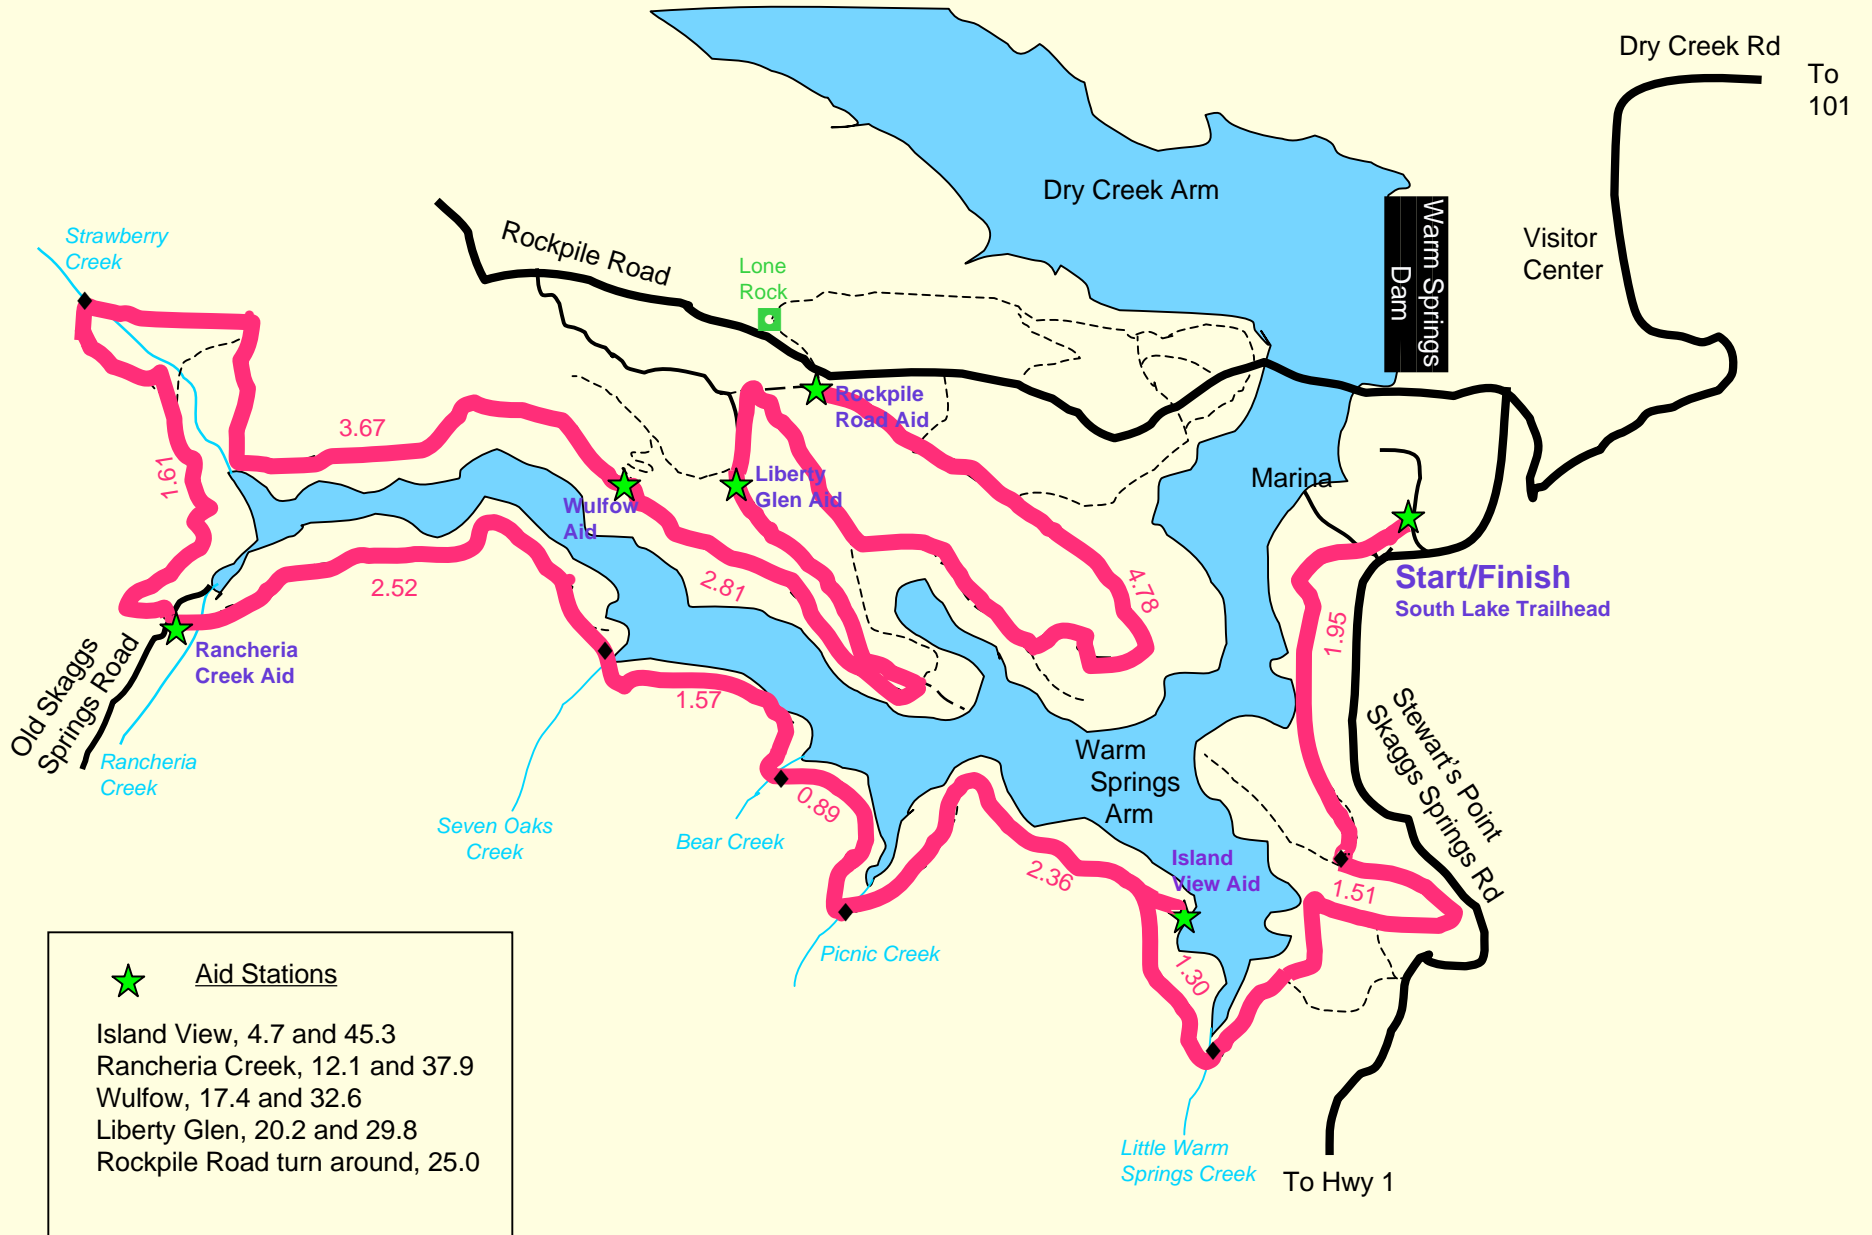 Dry Creek Rd
To
101
Dry Creek Arm
Warm Springs
Dam
Visitor
Center
Strawberry
Creek
Rockpile Road
Lone
Rock
Rockpile
Road Aid
3.67
1.61
Liberty
Glen Aid
Wulfow
Aid
Marina
Start/Finish
South Lake Trailhead
2.52
2.81
4.78
1.95
Rancheria
Creek Aid
Old Skaggs
Springs Road
Rancheria
Creek
1.57
Stewart's Point
Skaggs Springs Rd
Warm
Springs
Arm
0.89
Seven Oaks
Creek
Bear Creek
2.36
Island
View Aid
1.51
Picnic Creek
1.30
Aid Stations
Island View, 4.7 and 45.3
Rancheria Creek, 12.1 and 37.9
Wulfow, 17.4 and 32.6
Liberty Glen, 20.2 and 29.8
Rockpile Road turn around, 25.0
Little Warm
Springs Creek
To Hwy 1